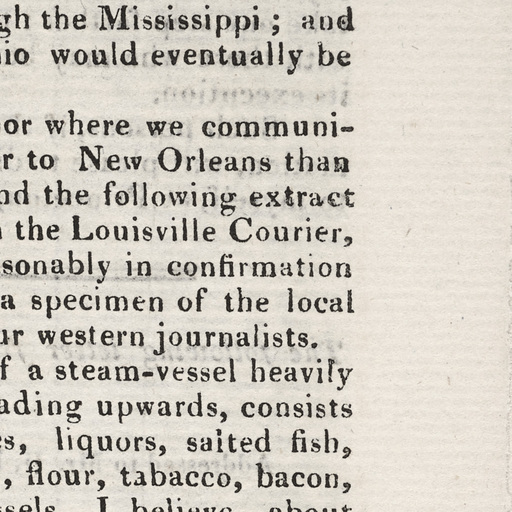 gh the Mississippi ; and
io would eventually be
or where we communi-
r to New Orleans than
nd the following extract
the Louisville Courier,
sonably in confirmation
a specimen of the local
ur western journalists.
f a steam-vessel heavily
ading upwards, consists
s, liquors, salted fish,
, flour, tabacco, bacon,
ssels. I believe about